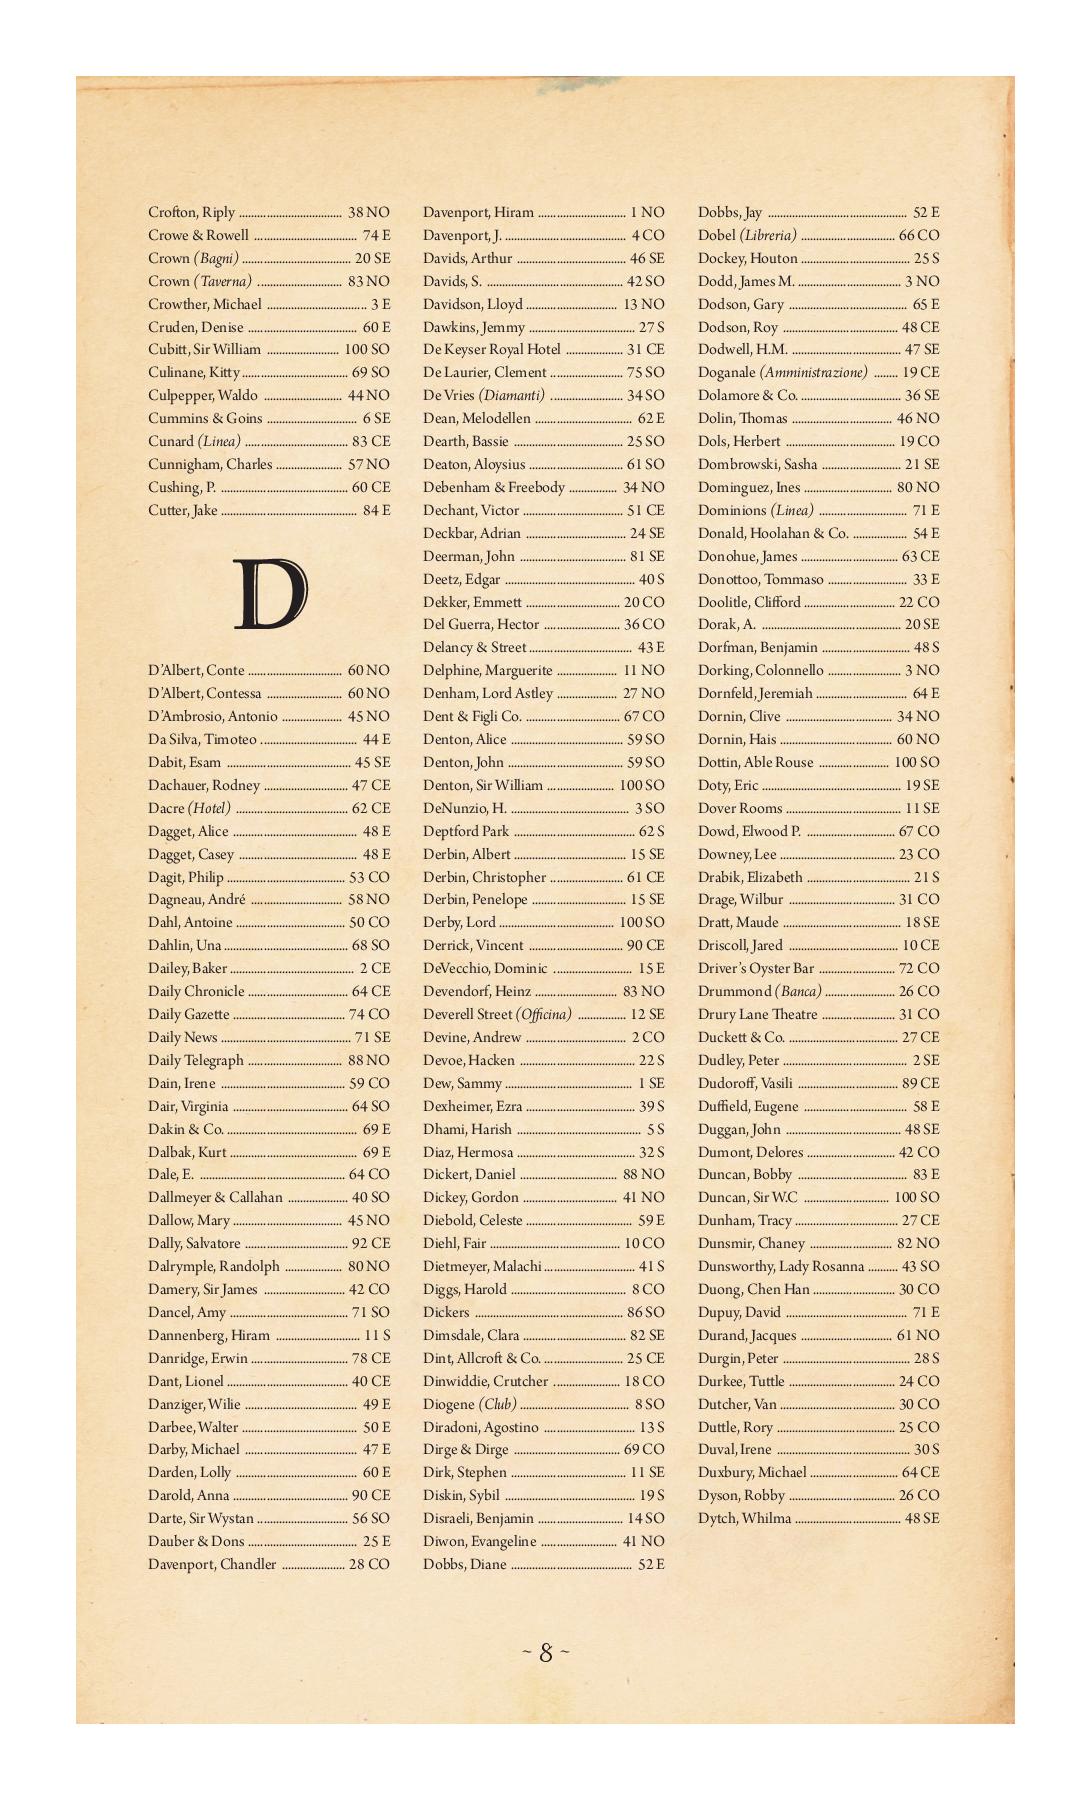 Crofton, Riply ................................. 38 NO
Crowe & Rowell ................................. 74 E
Crown (Bagni) ................................. 20 SE
Crown (Taverna) ................................. 83 NO
Crowther, Michael ................................. 3 E
Cruden, Denise ................................. 60 E
Cubitt, Sir William ................................. 100 SO
Culinane, Kitty ................................. 69 SO
Culpepper, Waldo ................................. 44 NO
Cummins & Goins ................................. 6 SE
Cunard (Linea) ................................. 83 CE
Cunnigham, Charles ................................. 57 NO
Cushing, P. ................................. 60 CE
Cutter, Jake ................................. 84 E
D
D'Albert, Conte ................................. 60 NO
D'Albert, Contessa ................................. 60 NO
D'Ambrosio, Antonio ................................. 45 NO
Da Silva, Timoteo ................................. 44 E
Dabit, Esam ................................. 45 SE
Dachauer, Rodney ................................. 47 CE
Dacre (Hotel) ................................. 62 CE
Dagget, Alice ................................. 48 E
Dagget, Casey ................................. 48 E
Dagit, Philip ................................. 53 CO
Dagneau, André ................................. 58 NO
Dahl, Antoine ................................. 50 CO
Dahlin, Una ................................. 68 SO
Dailey, Baker ................................. 2 CE
Daily Chronicle ................................. 64 CE
Daily Gazette ................................. 74 CO
Daily News ................................. 71 SE
Daily Telegraph ................................. 88 NO
Dain, Irene ................................. 59 CO
Dair, Virginia ................................. 64 SO
Dakin & Co. ................................. 69 E
Dalbak, Kurt ................................. 69 E
Dale, E. ................................. 64 CO
Dallmeyer & Callahan ................................. 40 SO
Dallow, Mary ................................. 45 NO
Dally, Salvatore ................................. 92 CE
Dalrymple, Randolph ................................. 80 NO
Damery, Sir James ................................. 42 CO
Dancel, Amy ................................. 71 SO
Dannenberg, Hiram ................................. 11 S
Danridge, Erwin ................................. 78 CE
Dant, Lionel ................................. 40 CE
Danziger, Wilie ................................. 49 E
Darbee, Walter ................................. 50 E
Darby, Michael ................................. 47 E
Darden, Lolly ................................. 60 E
Darold, Anna ................................. 90 CE
Darte, Sir Wystan ................................. 56 SO
Dauber & Dons ................................. 25 E
Davenport, Chandler ................................. 28 CO
Davenport, Hiram ................................. 1 NO
Davenport, J. ................................. 4 CO
Davids, Arthur ................................. 46 SE
Davids, S. ................................. 42 SO
Davidson, Lloyd ................................. 13 NO
Dawkins, Jemmy ................................. 27 S
De Keyser Royal Hotel ................................. 31 CE
De Laurier, Clement ................................. 75 SO
De Vries (Diamanti) ................................. 34 SO
Dean, Melodellen ................................. 62 E
Dearth, Bassie ................................. 25 SO
Deaton, Aloysius ................................. 61 SO
Debenham & Freebody ................................. 34 NO
Dechant, Victor ................................. 51 CE
Deckbar, Adrian ................................. 24 SE
Deerman, John ................................. 81 SE
Deetz, Edgar ................................. 40 S
Dekker, Emmett ................................. 20 CO
Del Guerra, Hector ................................. 36 CO
Delancy & Street ................................. 43 E
Delphine, Marguerite ................................. 11 NO
Denham, Lord Astley ................................. 27 NO
Dent & Figli Co. ................................. 67 CO
Denton, Alice ................................. 59 SO
Denton, John ................................. 59 SO
Denton, Sir William ................................. 100 SO
DeNunzio, H. ................................. 3 SO
Deptford Park ................................. 62 S
Derbin, Albert ................................. 15 SE
Derbin, Christopher ................................. 61 CE
Derbin, Penelope ................................. 15 SE
Derby, Lord ................................. 100 SO
Derrick, Vincent ................................. 90 CE
DeVecchio, Dominic ................................. 15 E
Devendorf, Heinz ................................. 83 NO
Deverell Street (Officina) ................................. 12 SE
Devine, Andrew ................................. 2 CO
Devoe, Hacken ................................. 22 S
Dew, Sammy ................................. 1 SE
Dexheimer, Ezra ................................. 39 S
Dhami, Harish ................................. 5 S
Diaz, Hermosa ................................. 32 S
Dickert, Daniel ................................. 88 NO
Dickey, Gordon ................................. 41 NO
Diebold, Celeste ................................. 59 E
Diehl, Fair ................................. 10 CO
Dietmeyer, Malachi ................................. 41 S
Diggs, Harold ................................. 8 CO
Dickers ................................. 86 SO
Dimsdale, Clara ................................. 82 SE
Dint, Allcroft & Co. ................................. 25 CE
Dinwiddie, Crutcher ................................. 18 CO
Diogene (Club) ................................. 8 SO
Diradoni, Agostino ................................. 13 S
Dirge & Dirge ................................. 69 CO
Dirk, Stephen ................................. 11 SE
Diskin, Sybil ................................. 19 S
Disraeli, Benjamin ................................. 14 SO
Diwon, Evangeline ................................. 41 NO
Dobbs, Diane ................................. 52 E
Dobbs, Jay ................................. 52 E
Dobel (Libreria) ................................. 66 CO
Dockey, Houton ................................. 25 S
Dodd, James M. ................................. 3 NO
Dodson, Gary ................................. 65 E
Dodson, Roy ................................. 48 CE
Dodwell, H.M. ................................. 47 SE
Doganale (Amministrazione) ................................. 19 CE
Dolamore & Co. ................................. 36 SE
Dolin, Thomas ................................. 46 NO
Dols, Herbert ................................. 19 CO
Dombrowski, Sasha ................................. 21 SE
Dominguez, Ines ................................. 80 NO
Dominions (Linea) ................................. 71 E
Donald, Hoolahan & Co. ................................. 54 E
Donohue, James ................................. 63 CE
Donottoo, Tommaso ................................. 33 E
Doolitle, Clifford ................................. 22 CO
Dorak, A. ................................. 20 SE
Dorfman, Benjamin ................................. 48 S
Dorking, Colonnello ................................. 3 NO
Dornfeld, Jeremiah ................................. 64 E
Dornin, Clive ................................. 34 NO
Dornin, Hais ................................. 60 NO
Dottin, Able Rouse ................................. 100 SO
Doty, Eric ................................. 19 SE
Dover Rooms ................................. 11 SE
Dowd, Elwood P. ................................. 67 CO
Downey, Lee ................................. 23 CO
Drabik, Elizabeth ................................. 21 S
Drage, Wilbur ................................. 31 CO
Dratt, Maude ................................. 18 SE
Driscoll, Jared ................................. 10 CE
Driver's Oyster Bar ................................. 72 CO
Drummond (Banca) ................................. 26 CO
Drury Lane Theatre ................................. 31 CO
Duckett & Co. ................................. 27 CE
Dudley, Peter ................................. 2 SE
Dudoroff, Vasili ................................. 89 CE
Duffield, Eugene ................................. 58 E
Duggan, John ................................. 48 SE
Dumont, Delores ................................. 42 CO
Duncan, Bobby ................................. 83 E
Duncan, Sir W.C ................................. 100 SO
Dunham, Tracy ................................. 27 CE
Dunsmir, Chaney ................................. 82 NO
Dunsworthy, Lady Rosanna ................................. 43 SO
Duong, Chen Han ................................. 30 CO
Dupuy, David ................................. 71 E
Durand, Jacques ................................. 61 NO
Durgin, Peter ................................. 28 S
Durkee, Tuttle ................................. 24 CO
Dutcher, Van ................................. 30 CO
Duttle, Rory ................................. 25 CO
Duval, Irene ................................. 30 S
Duxbury, Michael ................................. 64 CE
Dyson, Robby ................................. 26 CO
Dytch, Whilma ................................. 48 SE
~ 8 ~